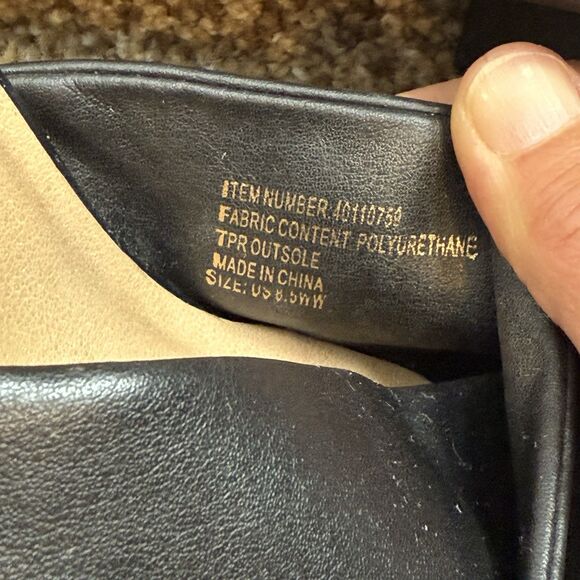 ITEM NUMBER: 40110759
FABRIC CONTENT POLYURETHANE
TPR OUTSOLE
MADE IN CHINA
SIZE: US 8.5WW